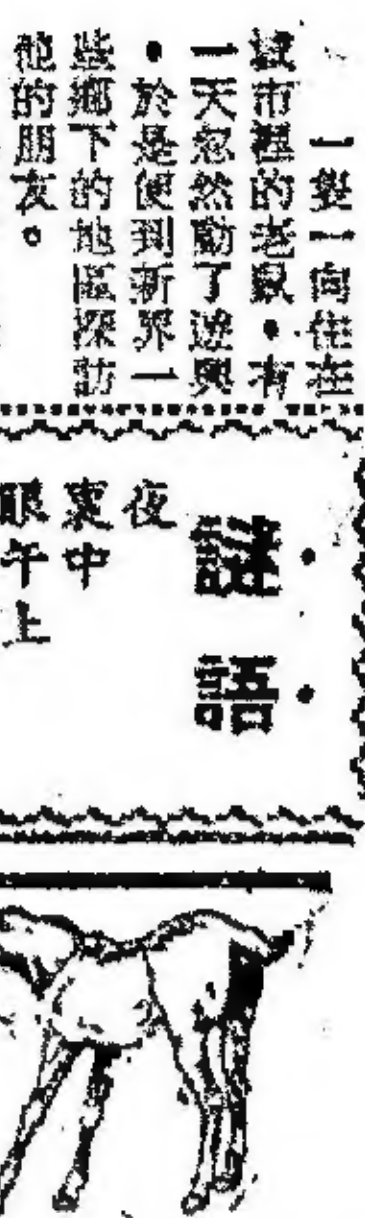 一隻一向住在
城市裡的老鼠，有
一天忽然動了遊興
，於是便到新界一
些鄉下的地區探訪
他的朋友。
謎語
夜
裏中
眼午上